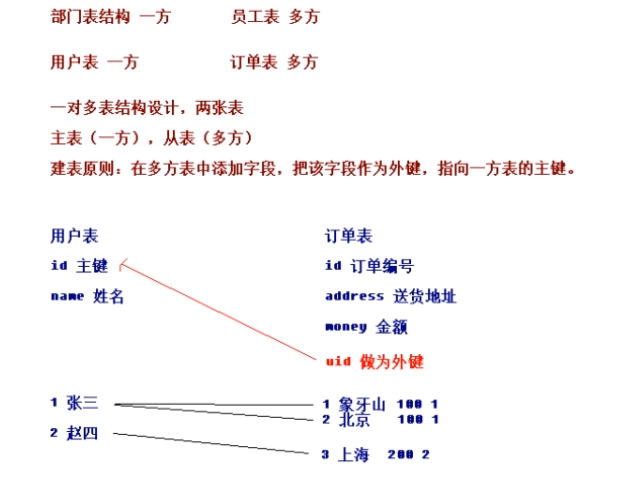 部门表结构 一方 员工表 多方
用户表 一方 订单表 多方
一对多表结构设计，两张表
主表（一方），从表（多方）
建表原则：在多方表中添加字段，把该字段作为外键，指向一方表的主键。
用户表 订单表
id 主键 id 订单编号
name 姓名 address 送货地址
money 金额
uid 做为外键
1 张三 1 象牙山 100 1
2 北京 100 1
2 赵四
3 上海 200 2